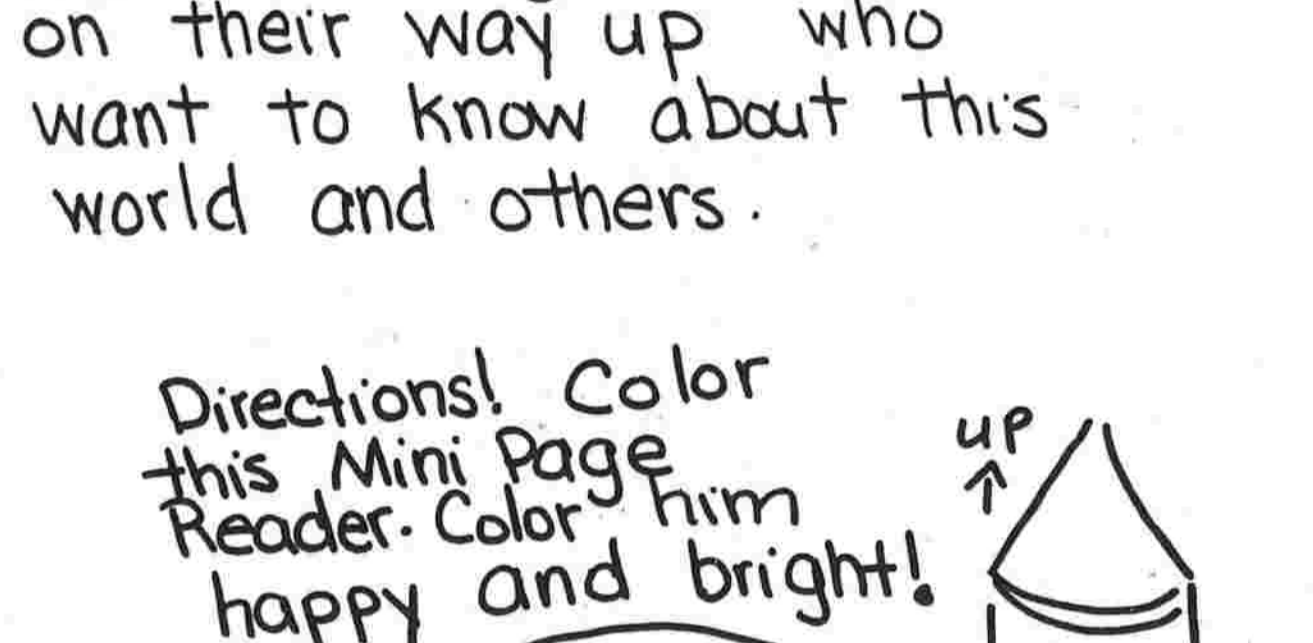 on their way up who
want to know about this
world and others.
Directions! Color
this Mini Page
Reader. Color him
happy and bright!
up